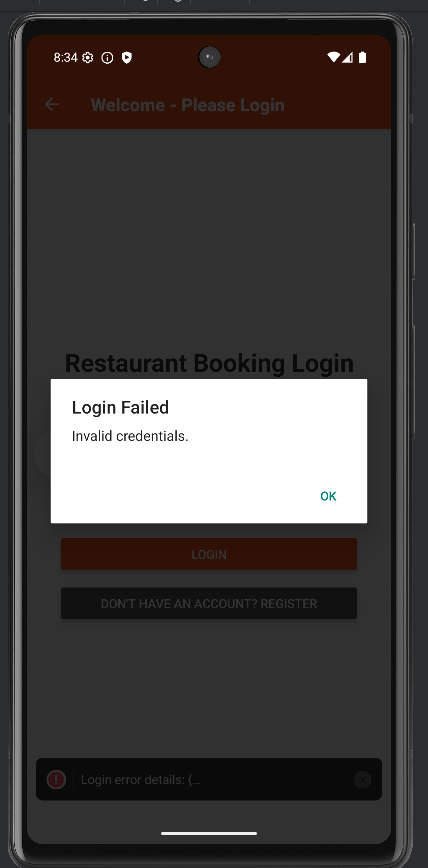 8:34
Welcome - Please Login
Restaurant Booking Login
Login Failed
Invalid credentials.
OK
LOGIN
DON'T HAVE AN ACCOUNT? REGISTER
Login error details: {...